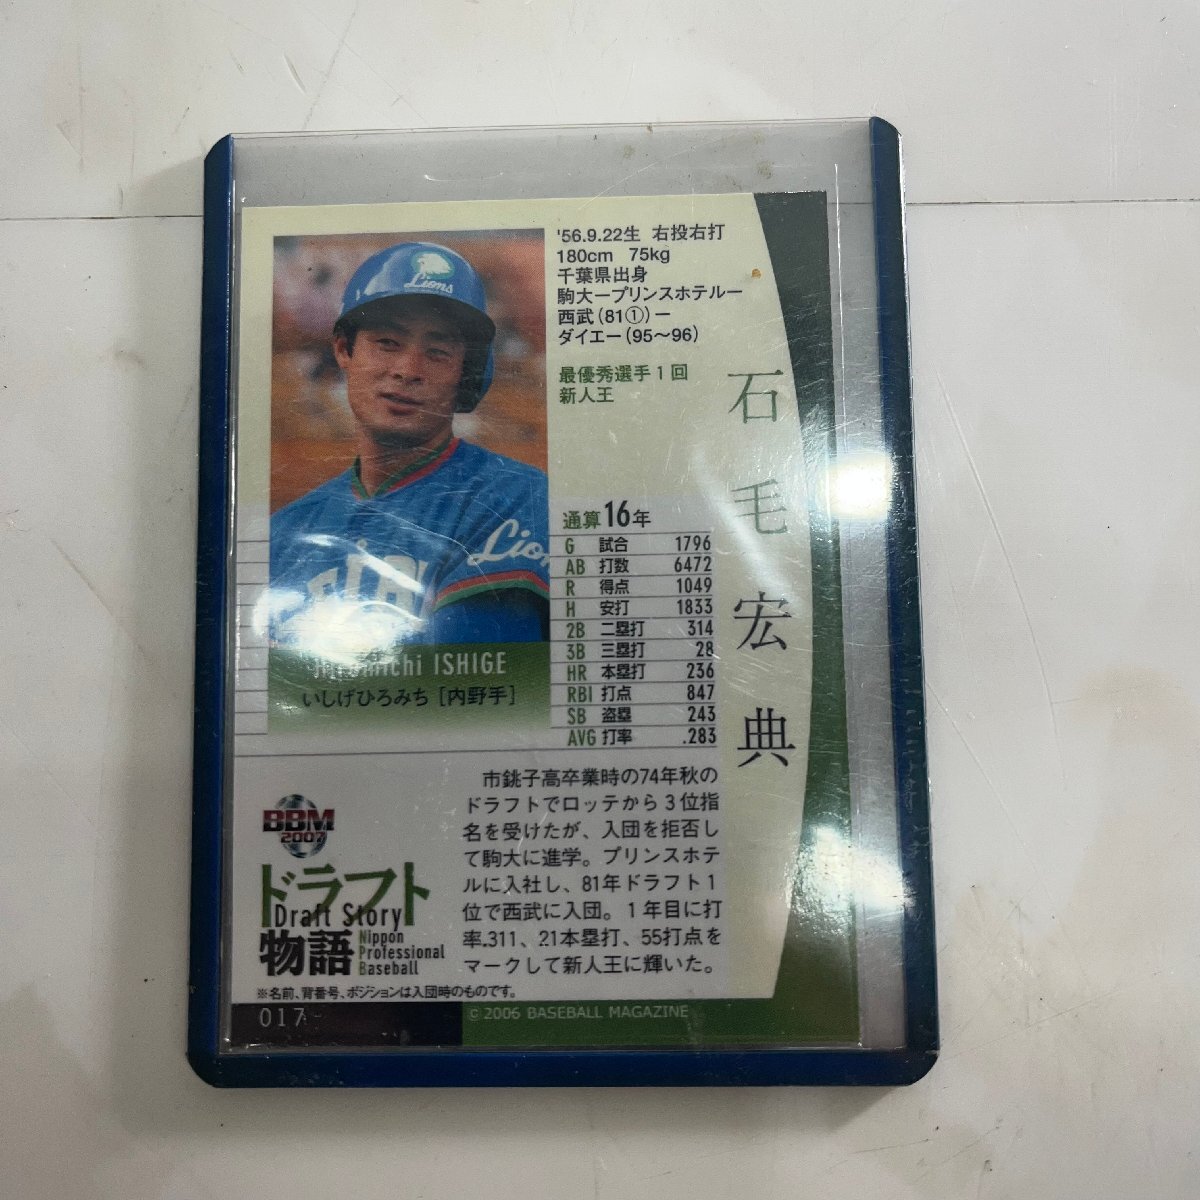 '56.9.22生 右投右打
180cm 75kg
千葉県出身
駒大ープリンスホテルー
西武(81①)ー
ダイエー(95〜96)
最優秀選手1回
新人王
石毛宏典
Lions
Lions
ISHIGE
いしげひろみち [内野手]
通算16年
G 試合 1796
AB 打数 6472
R 得点 1049
H 安打 1833
2B 二塁打 314
3B 三塁打 28
HR 本塁打 236
RBI 打点 847
SB 盗塁 243
AVG 打率 .283
市銚子高卒業時の74年秋の
ドラフトでロッテから3位指
名を受けたが、入団を拒否し
て駒大に進学。プリンスホテ
ルに入社し、81年ドラフト1
位で西武に入団。1年目に打
率.311、21本塁打、55打点を
マークして新人王に輝いた。
BBM
2007
ドラフト
Draft Story
物語
Nippon
Professional
Baseball
※名前、背番号、ポジションは入団時のものです。
017
© 2006 BASEBALL MAGAZINE